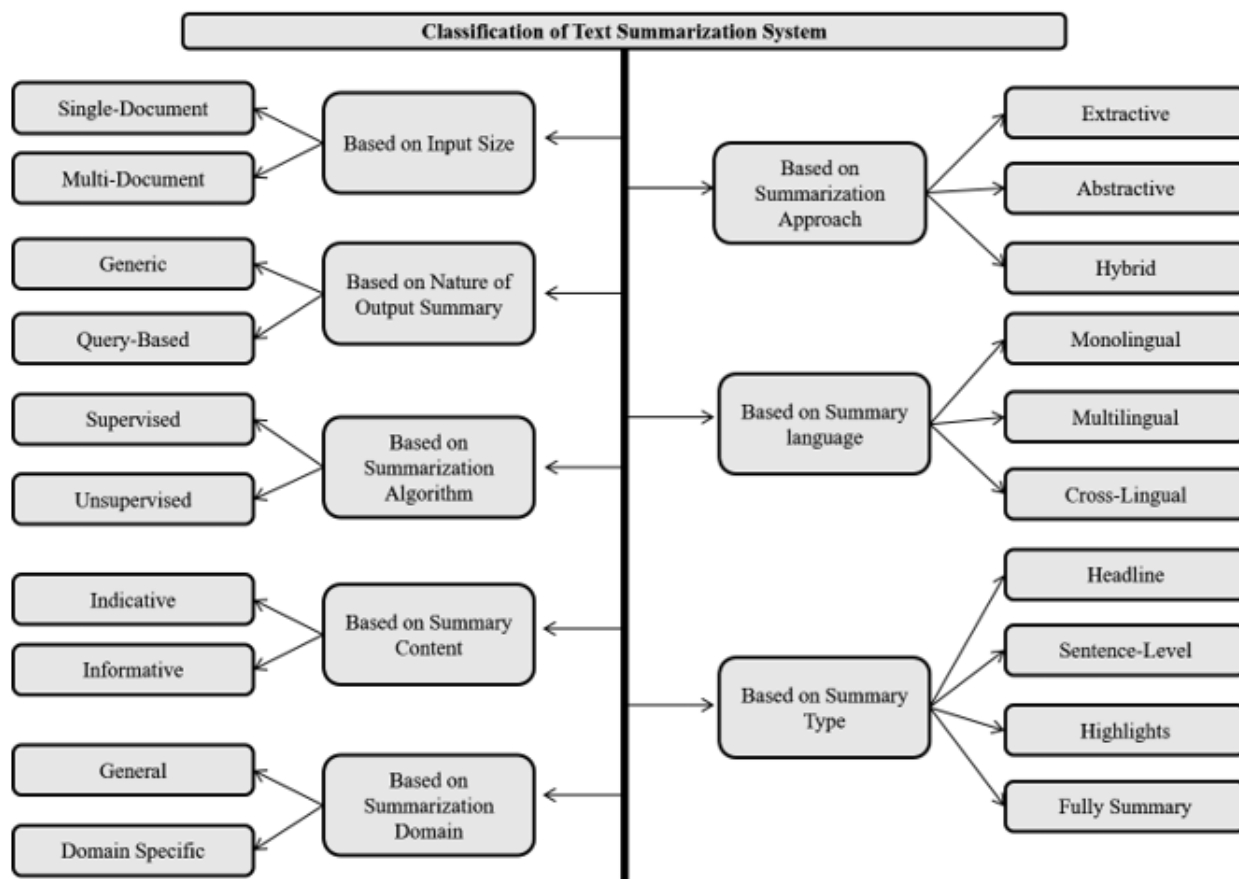 Classification of Text Summarization System
Single-Document
Multi-Document
Based on Input Size
Generic
Query-Based
Based on Nature of
Output Summary
Supervised
Unsupervised
Based on
Summarization
Algorithm
Indicative
Informative
Based on Summary
Content
General
Domain Specific
Based on
Summarization
Domain
Based on
Summarization
Approach
Extractive
Abstractive
Hybrid
Based on Summary
language
Monolingual
Multilingual
Cross-Lingual
Based on Summary
Type
Headline
Sentence-Level
Highlights
Fully Summary